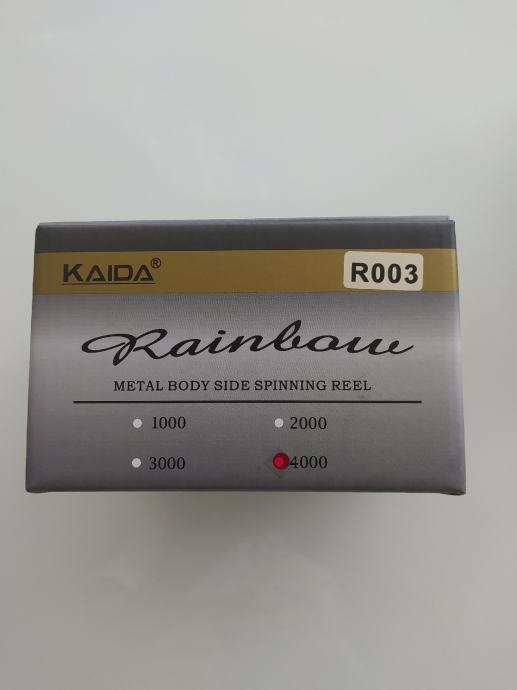 KAIDA®
R003
Rainbow
METAL BODY SIDE SPINNING REEL
1000
2000
3000
4000